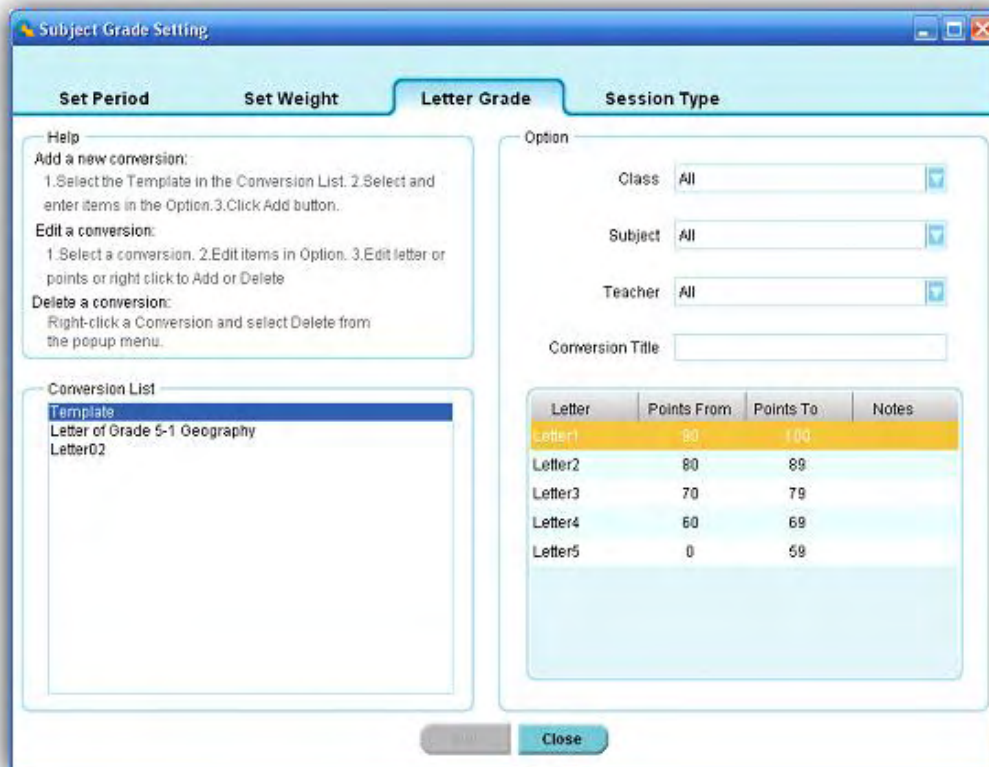 Subject Grade Setting
Set Period Set Weight Letter Grade Session Type
Help
Add a new conversion:
1.Select the Template in the Conversion List. 2.Select and
enter items in the Option.3.Click Add button.
Edit a conversion:
1.Select a conversion. 2.Edit items in Option. 3.Edit letter or
points or right click to Add or Delete
Delete a conversion:
Right-click a Conversion and select Delete from
the popup menu.
Conversion List
Template
Letter of Grade 5-1 Geography
Letter02
Option
Class All
Subject All
Teacher All
Conversion Title
Letter Points From Points To Notes
Letter1 90 100
Letter2 80 89
Letter3 70 79
Letter4 60 69
Letter5 0 59
Close